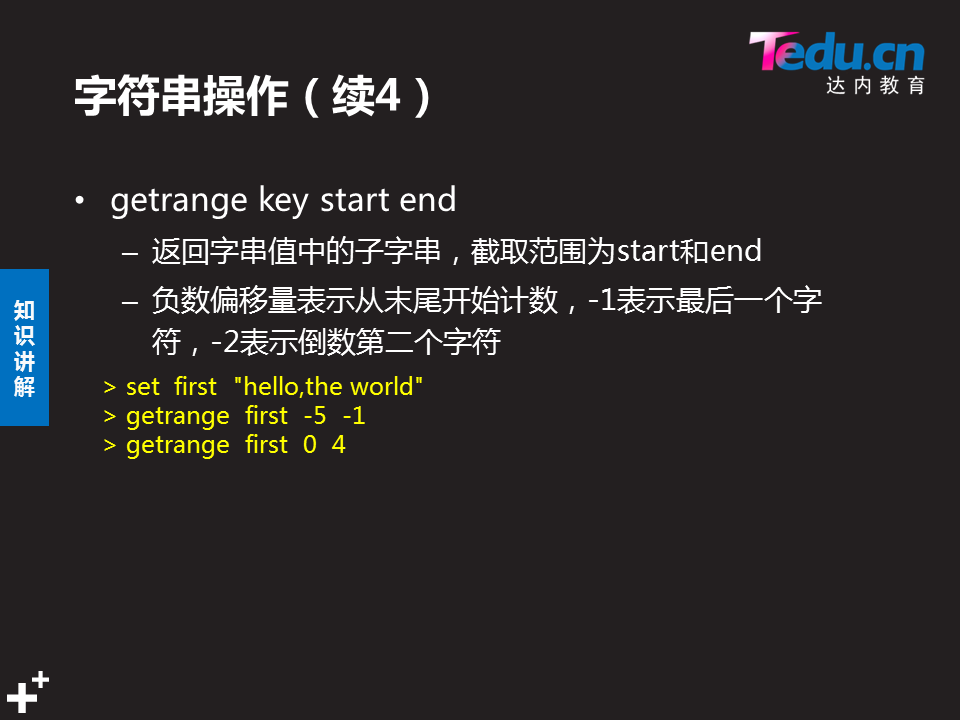 Tedu.cn
达内教育
字符串操作（续4）
• getrange key start end
– 返回字串值中的子字串，截取范围为start和end
– 负数偏移量表示从末尾开始计数，-1表示最后一个字
符，-2表示倒数第二个字符
> set first "hello,the world"
> getrange first -5 -1
> getrange first 0 4
知
识
讲
解